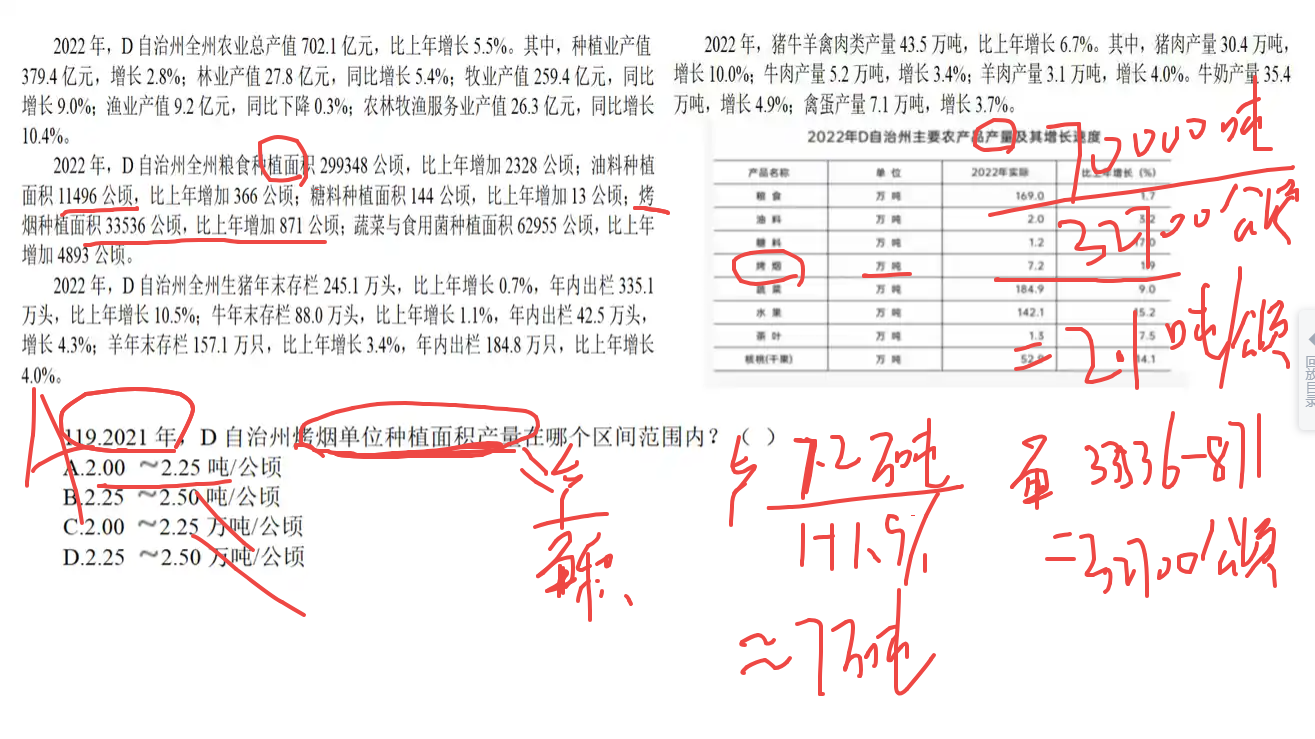 2022 年，D 自治州全州农业总产值 702.1 亿元，比上年增长 5.5%。其中，种植业产值
379.4 亿元，增长 2.8%；林业产值 27.8 亿元，同比增长 5.4%；牧业产值 259.4 亿元，同比
增长 9.0%；渔业产值 9.2 亿元，同比下降 0.3%；农林牧渔服务业产值 26.3 亿元，同比增长
10.4%。
2022 年，D 自治州全州粮食种植面积 299348 公顷，比上年增加 2328 公顷；油料种植
面积 11496 公顷，比上年增加 366 公顷；糖料种植面积 144 公顷，比上年增加 13 公顷；烤
烟种植面积 33536 公顷，比上年增加 871 公顷；蔬菜与食用菌种植面积 62955 公顷，比上年
增加 4893 公顷。
2022 年，D 自治州全州生猪年末存栏 245.1 万头，比上年增长 0.7%，年内出栏 335.1
万头，比上年增长 10.5%；牛年末存栏 88.0 万头，比上年增长 1.1%，年内出栏 42.5 万头，
增长 4.3%；羊年末存栏 157.1 万只，比上年增长 3.4%，年内出栏 184.8 万只，比上年增长
4.0%。
2022 年，猪牛羊禽肉类产量 43.5 万吨，比上年增长 6.7%。其中，猪肉产量 30.4 万吨，
增长 10.0%；牛肉产量 5.2 万吨，增长 3.4%；羊肉产量 3.1 万吨，增长 4.0%。牛奶产量 35.4
万吨，增长 4.9%；禽蛋产量 7.1 万吨，增长 3.7%。
2022年D自治州主要农产品产量及其增长速度
产品名称 单 位 2022年实际 比上年增长 (%)
粮 食 万 吨 169.0 1.7
油 料 万 吨 2.0
糖 料 万 吨 1.2
烤 烟 万 吨 7.2 1.9
蔬 菜 万 吨 184.9 9.0
水 果 万 吨 142.1
茶 叶 万 吨 1.3 7.5
核桃(干果) 万 吨 14.1
70000吨
32700公顷
=2.1吨/公顷
119.2021 年，D 自治州烤烟单位种植面积产量在哪个区间范围内？（ ）
A.2.00 ～2.25 吨/公顷
B.2.25 ～2.50 吨/公顷
C.2.00 ～2.25 万吨/公顷
D.2.25 ～2.50 万吨/公顷
7.2万吨
1+1.9%
≈7万吨
=32700公顷
回放目录